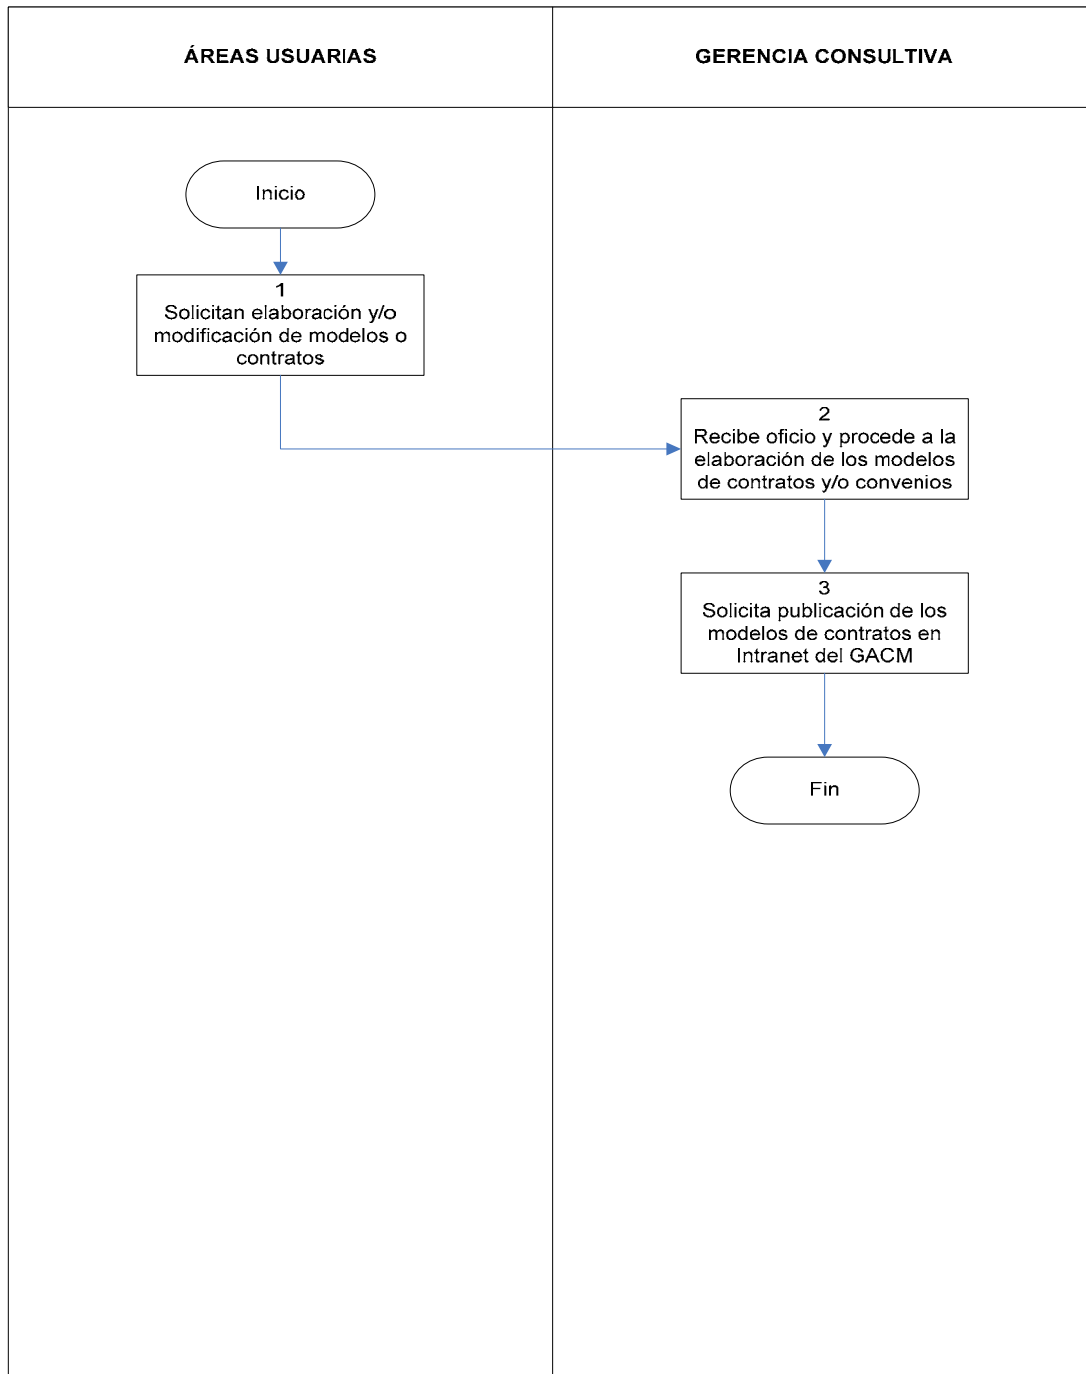 ÁREAS USUARIAS
GERENCIA CONSULTIVA
Inicio
1
Solicitan elaboración y/o
modificación de modelos o
contratos
2
Recibe oficio y procede a la
elaboración de los modelos
de contratos y/o convenios
3
Solicita publicación de los
modelos de contratos en
Intranet del GACM
Fin